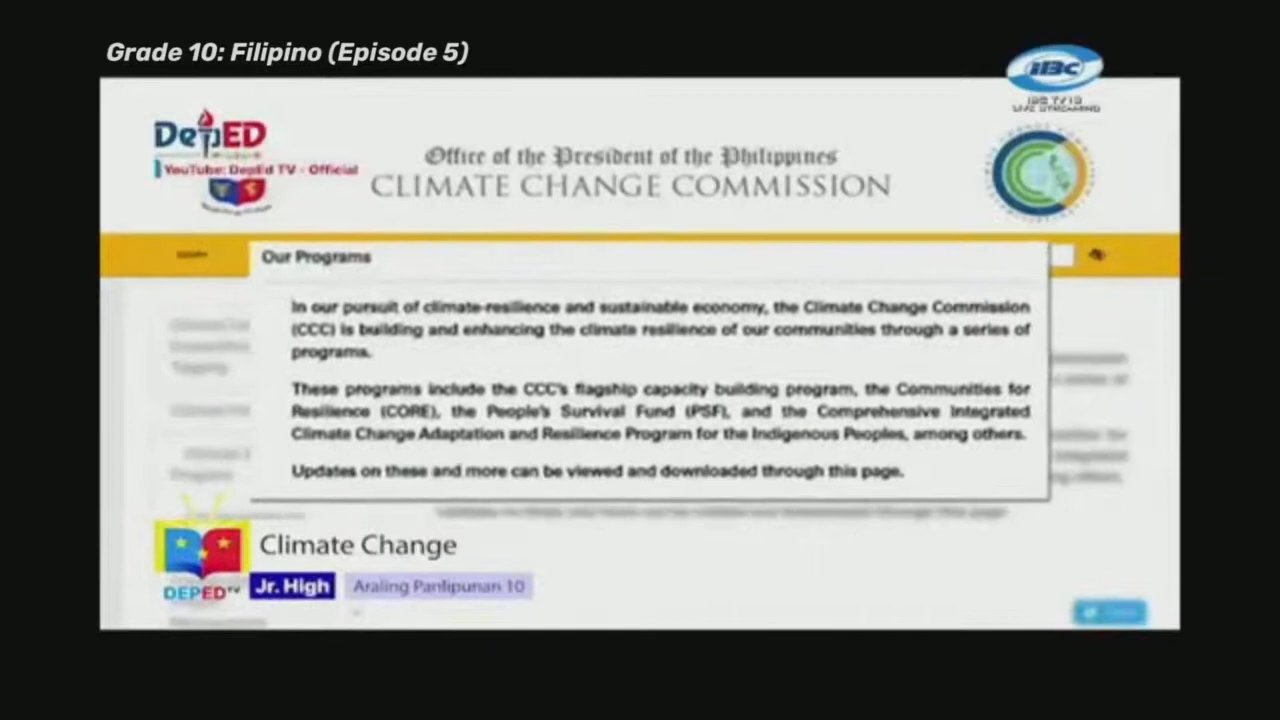 Grade 10: Filipino (Episode 5)
iBC
IBC TV13
LIVE STREAMING
DepED
YouTube: DepEd TV - Official
Office of the President of the Philippines
CLIMATE CHANGE COMMISSION
Our Programs
In our pursuit of climate-resilience and sustainable economy, the Climate Change Commission
(CCC) is building and enhancing the climate resilience of our communities through a series of
programs.
These programs include the CCC's flagship capacity building program, the Communities for
Resilience (CORE), the People's Survival Fund (PSF), and the Comprehensive Integrated
Climate Change Adaptation and Resilience Program for the Indigenous Peoples, among others.
Updates on these and more can be viewed and downloaded through this page.
Climate Change
DEPED TV
Jr. High
Araling Panlipunan 10